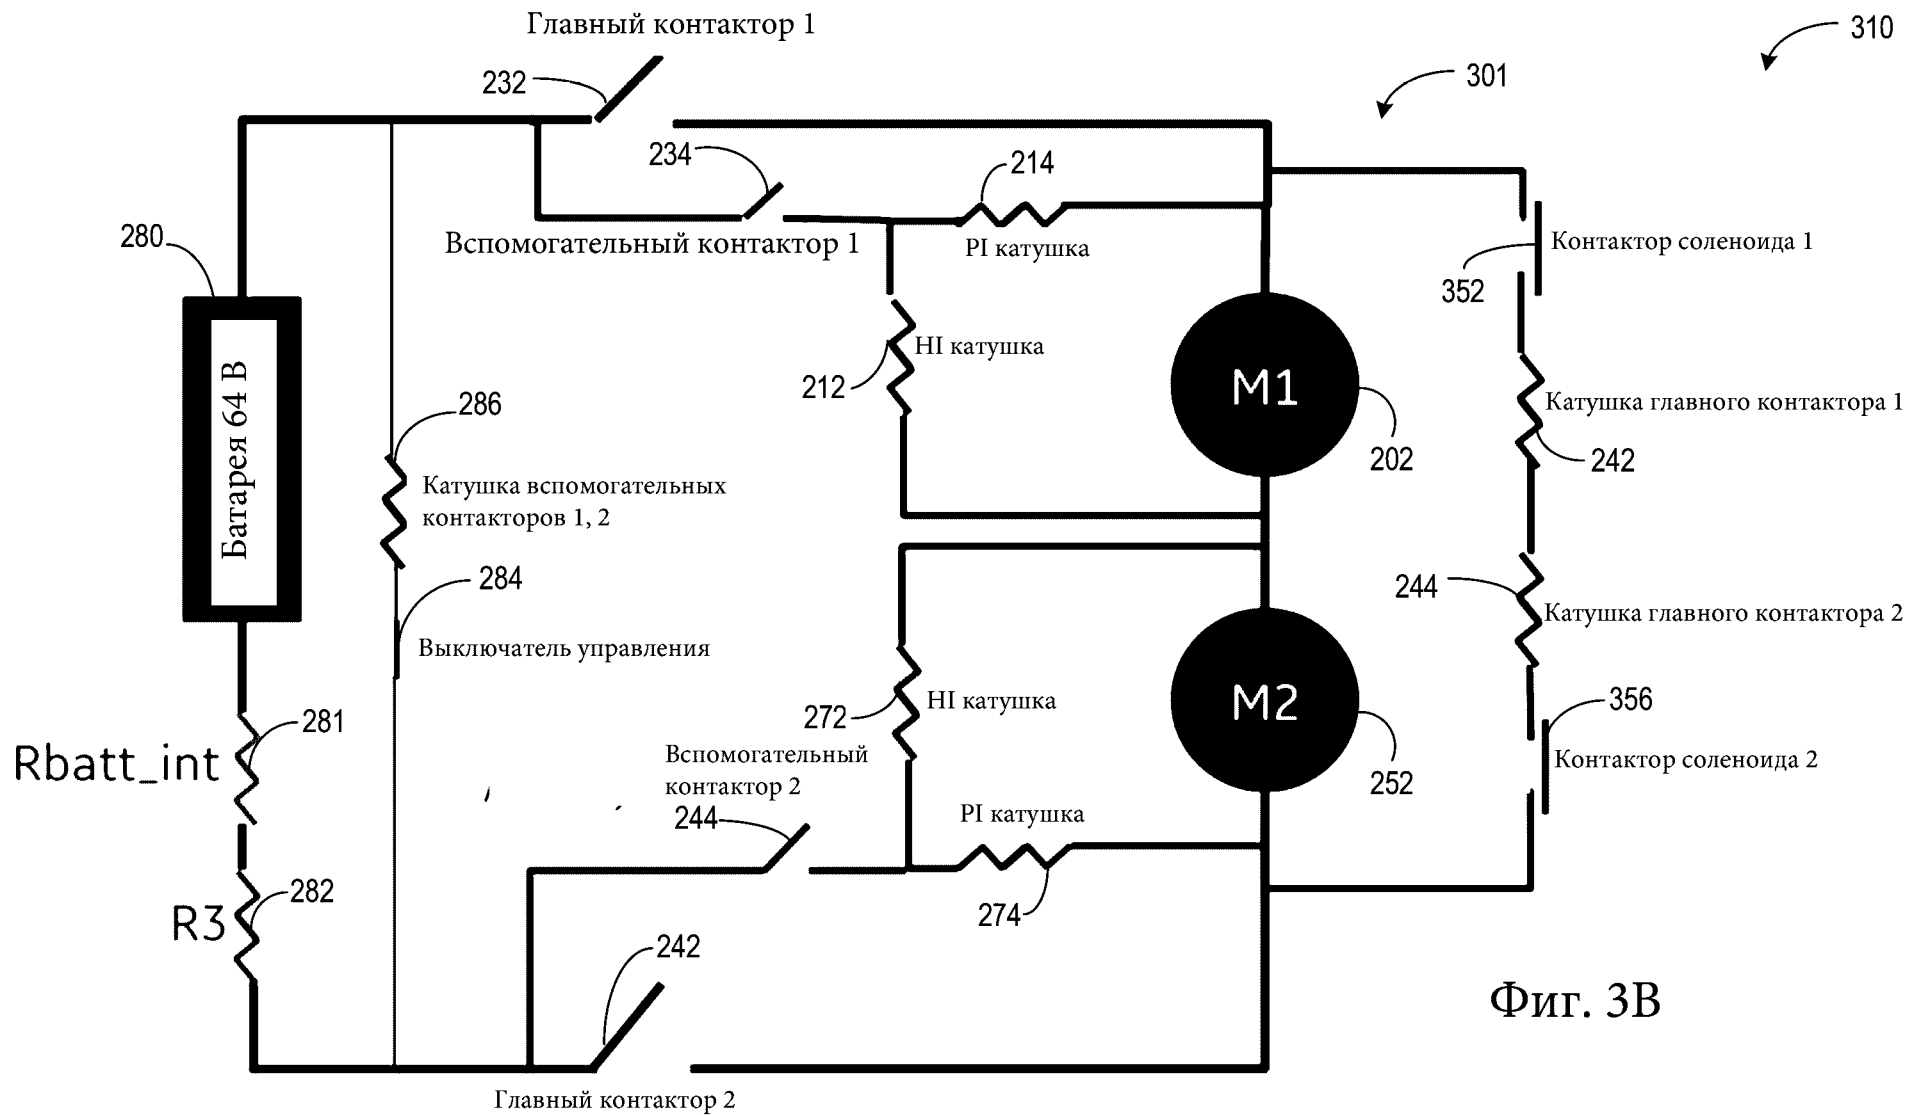 Главный контактор 1
310
232
301
234
214
Вспомогательный контактор 1
PI катушка
280
Контактор соленоида 1
352
Батарея 64 В
HI катушка
212
M1
286
Катушка главного контактора 1
202
242
Катушка вспомогательных
контакторов 1, 2
284
244
Катушка главного контактора 2
Выключатель управления
272
HI катушка
M2
356
281
Rbatt_int
Вспомогательный
контактор 2
244
252
Контактор соленоида 2
PI катушка
282
R3
274
242
Фиг. 3B
Главный контактор 2